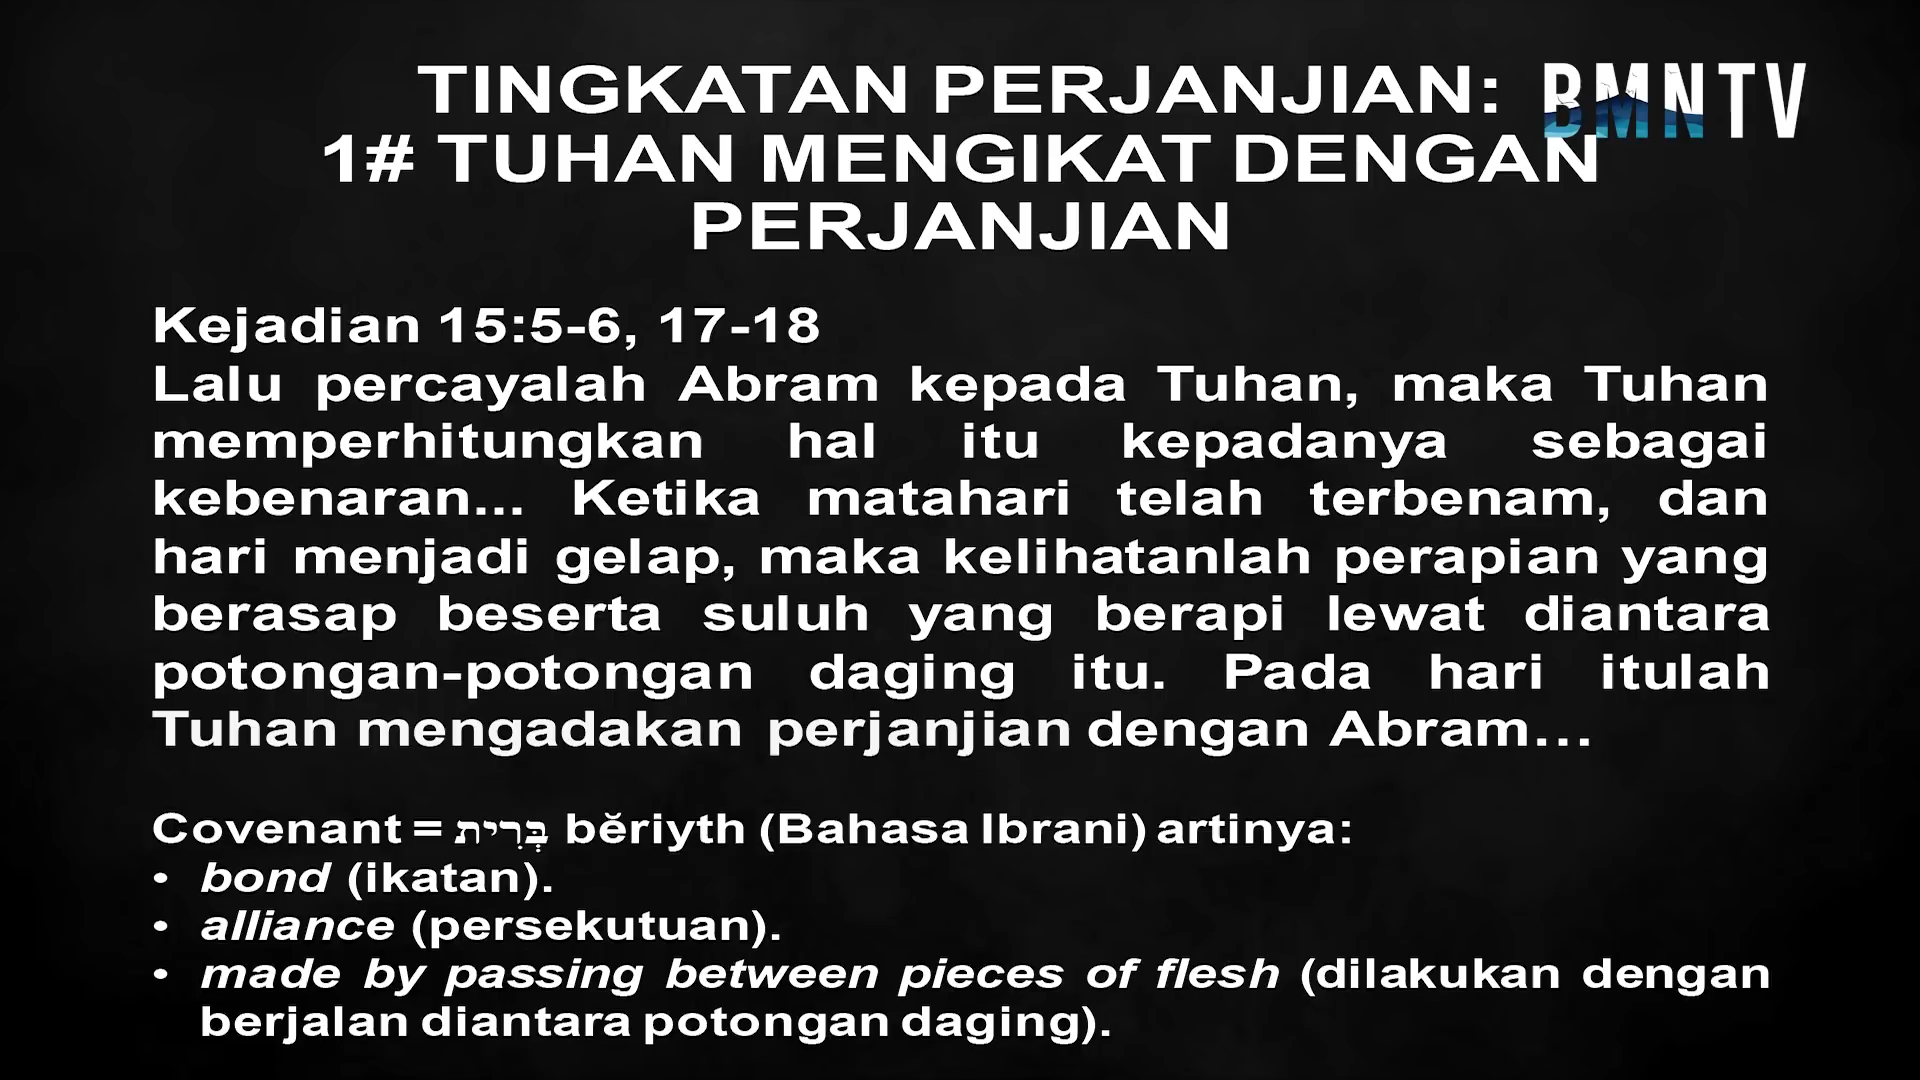 TINGKATAN PERJANJIAN:
BMNTV
1# TUHAN MENGIKAT DENGAN
PERJANJIAN
Kejadian 15:5-6, 17-18
Lalu percayalah Abram kepada Tuhan, maka Tuhan
memperhitungkan hal itu kepadanya sebagai
kebenaran... Ketika matahari telah terbenam, dan
hari menjadi gelap, maka kelihatanlah perapian yang
berasap beserta suluh yang berapi lewat diantara
potongan-potongan daging itu. Pada hari itulah
Tuhan mengadakan perjanjian dengan Abram...
Covenant = בְּרִית bĕriyth (Bahasa Ibrani) artinya:
• bond (ikatan).
• alliance (persekutuan).
• made by passing between pieces of flesh (dilakukan dengan
berjalan diantara potongan daging).